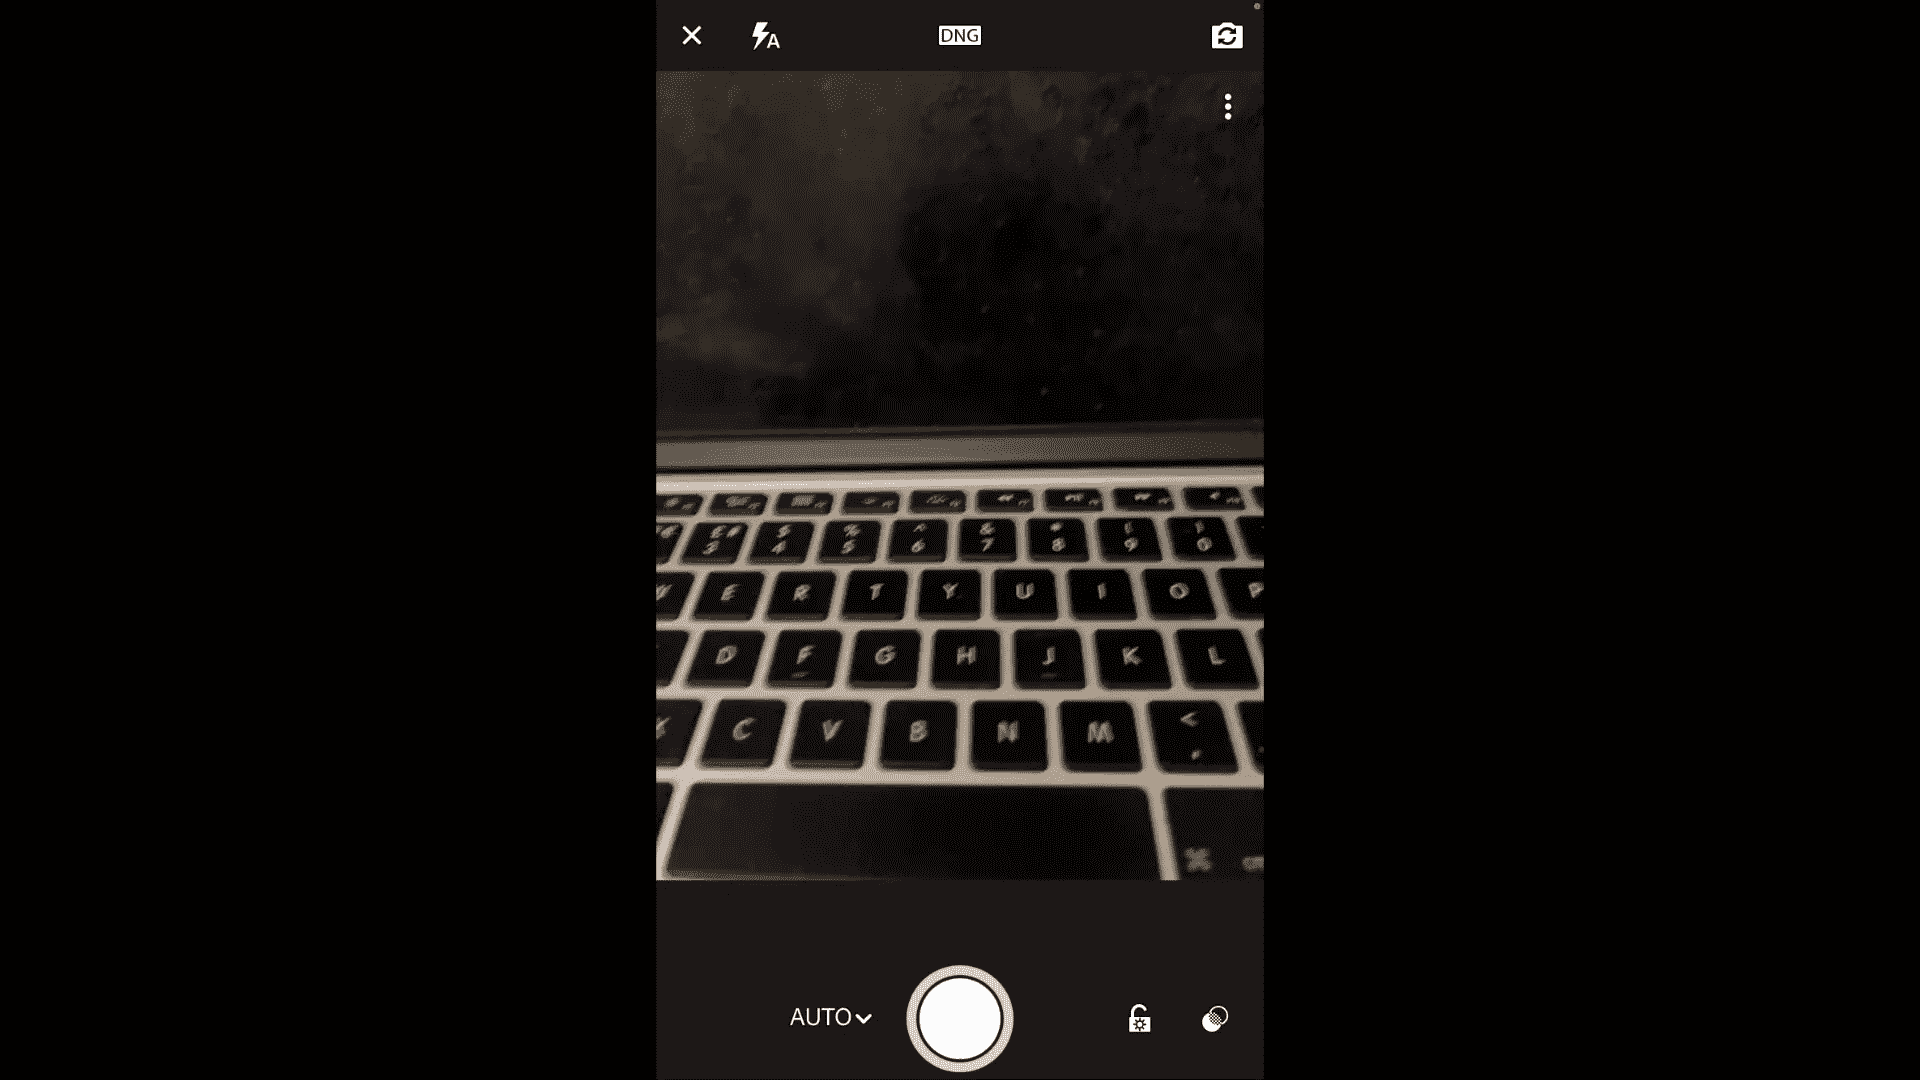 A DNG
£ # $ % ^ & * ( )
3 4 5 6 7 8 9 0
E R T Y U I O P
D F G H J K L
X C V B N M <
,
⌘
AUTO